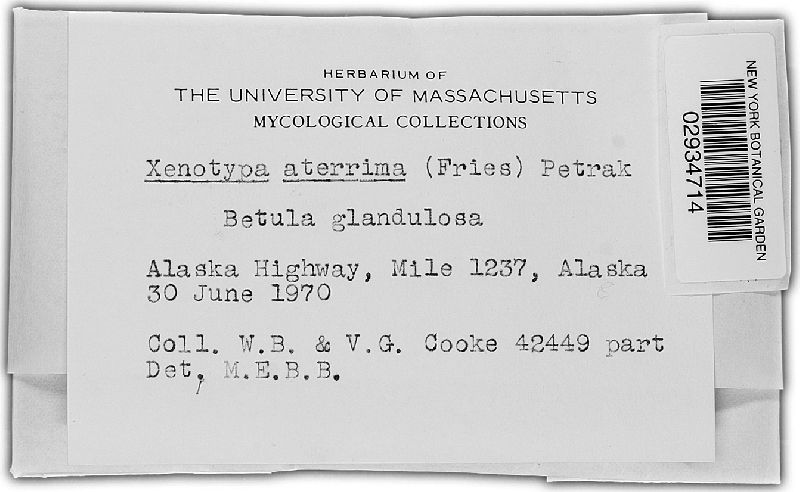 HERBARIUM OF
THE UNIVERSITY OF MASSACHUSETTS
MYCOLOGICAL COLLECTIONS
Xenotypa aterrima (Fries) Petrak
Betula glandulosa
Alaska Highway, Mile 1237, Alaska
30 June 1970
Coll. W.B. & V.G. Cooke 42449 part
Det, M.E.B.B.
NEW YORK BOTANICAL GARDEN
02934714